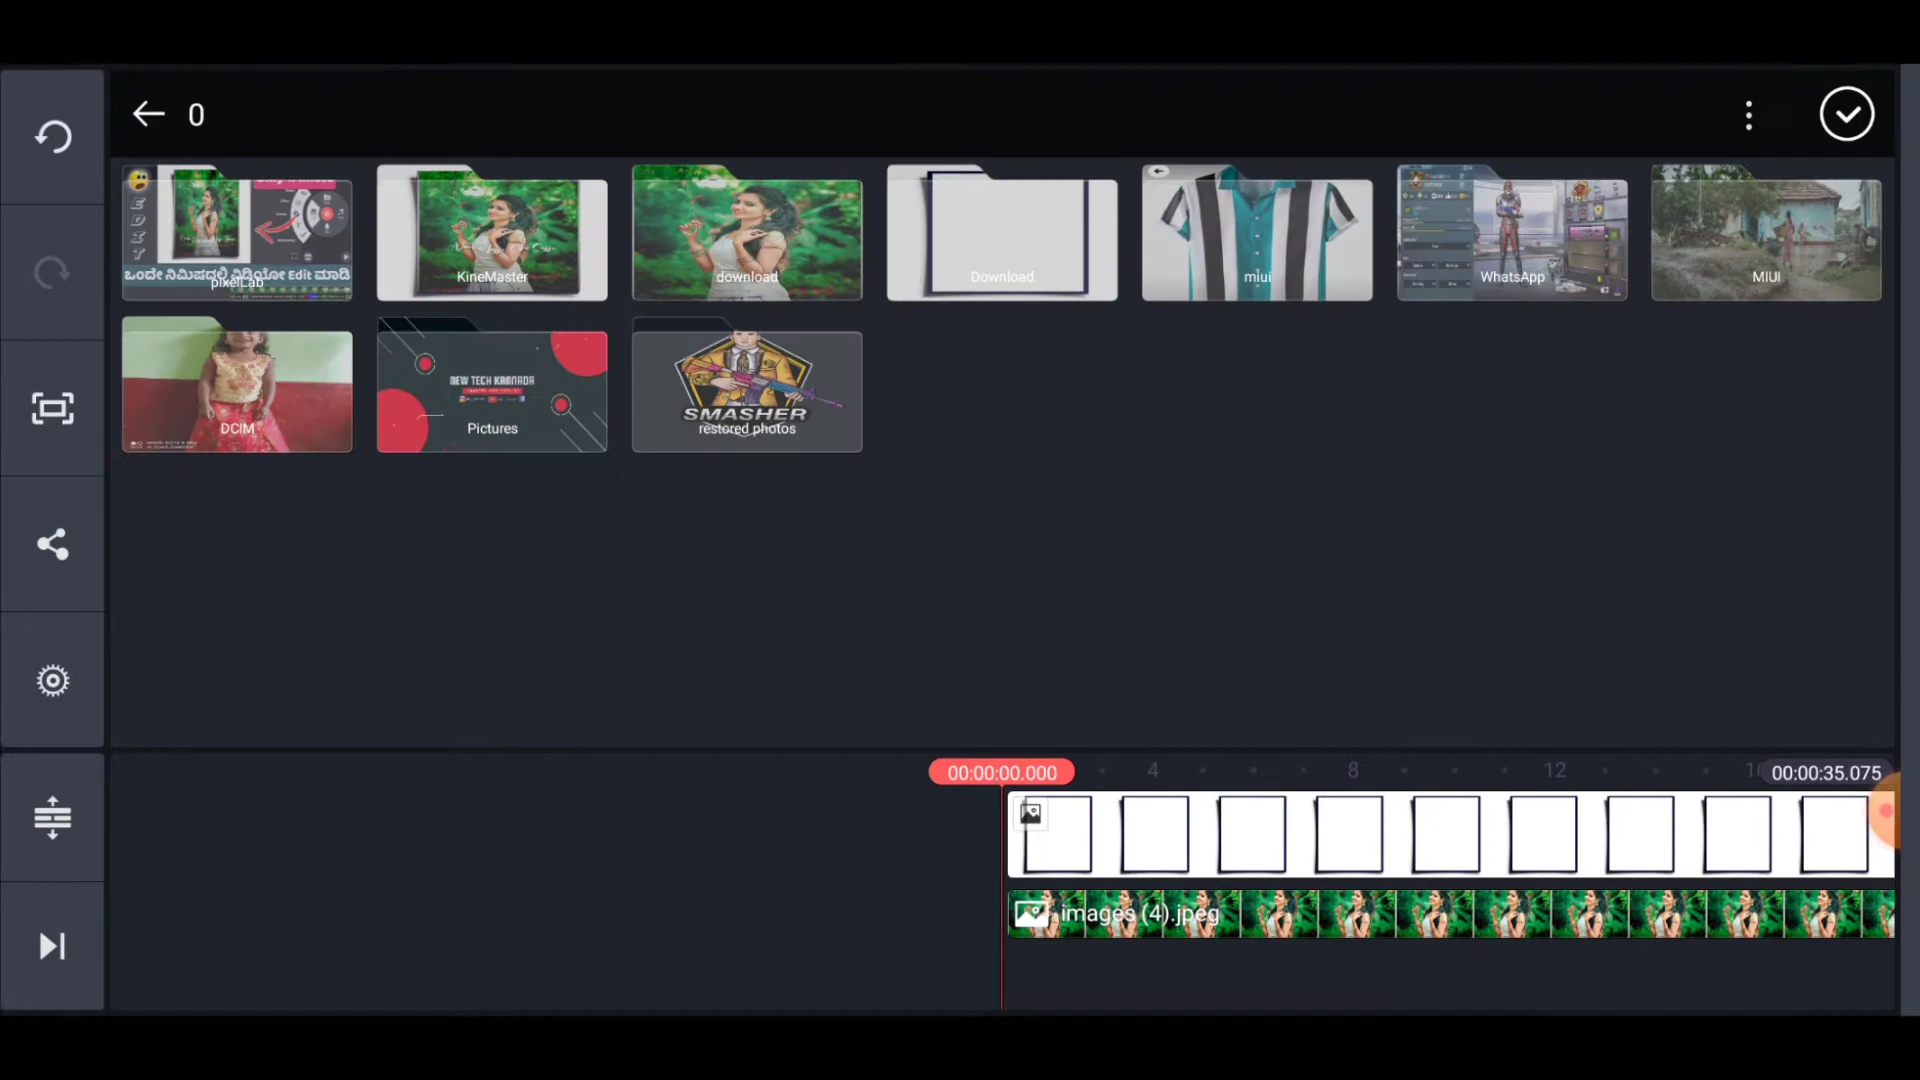 0
E
D
I
T
ಒಂದೇ ನಿಮಿಷದಲ್ಲಿ ವಿಡಿಯೋ Edit ಮಾಡಿ
pixelLab
KineMaster
download
Download
miui
WhatsApp
MIUI
DCIM
NEW TECH KANNADA
Pictures
SMASHER
restored photos
00:00:00.000
4
8
12
00:00:35.075
images (4).jpeg